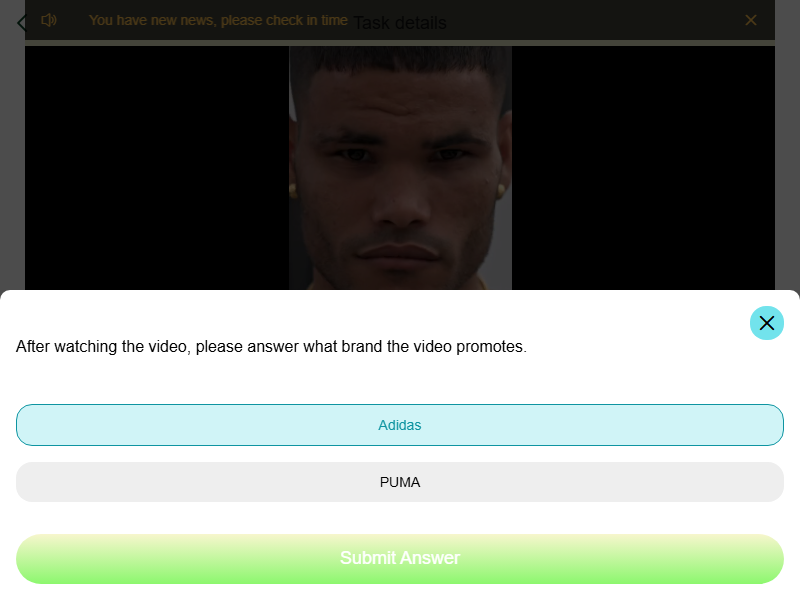 You have new news, please check in time
Task details
After watching the video, please answer what brand the video promotes.
Adidas
PUMA
Submit Answer